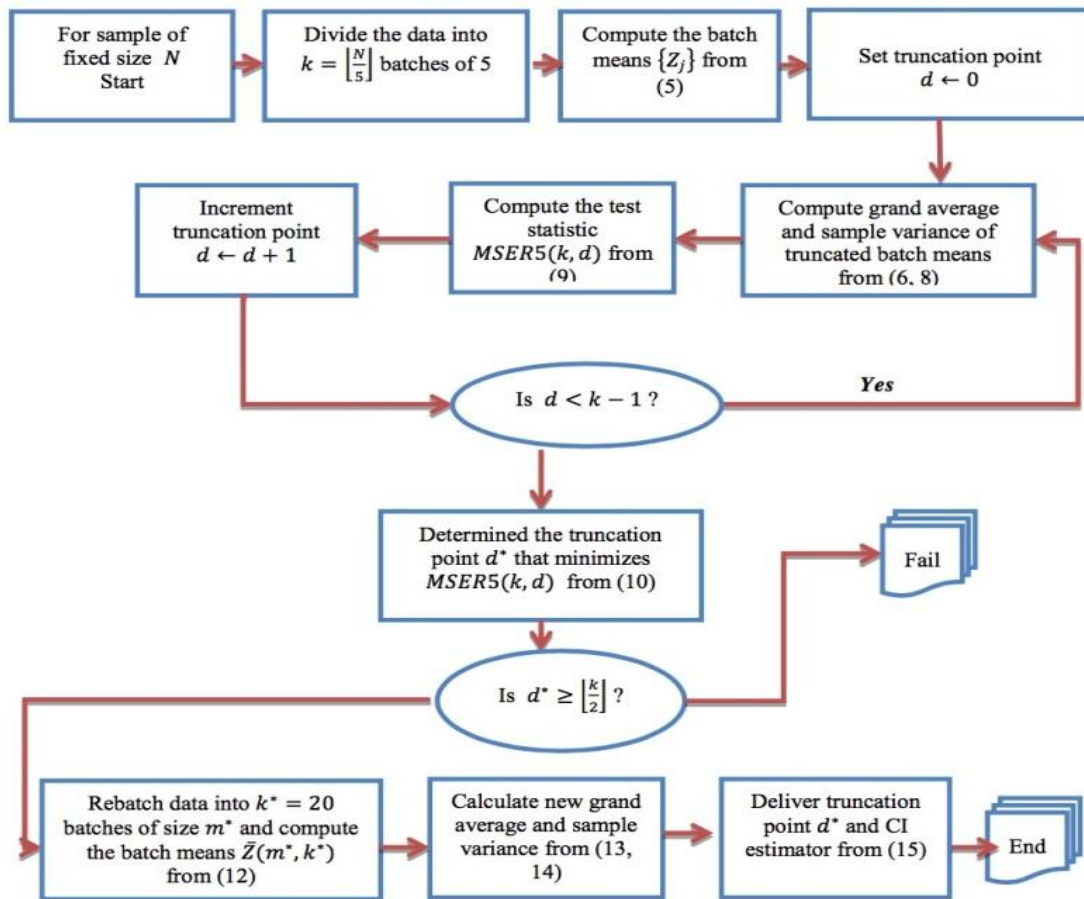 For sample of
fixed size N
Start
Divide the data into
k = ⌊N/5⌋ batches of 5
Compute the batch
means {Z_j} from
(5)
Set truncation point
d ← 0
Increment
truncation point
d ← d + 1
Compute the test
statistic
MSER5(k, d) from
(9)
Compute grand average
and sample variance of
truncated batch means
from (6, 8)
Is d < k − 1 ?
Yes
Determined the truncation
point d* that minimizes
MSER5(k, d) from (10)
Fail
Is d* ≥ ⌊k/2⌋ ?
Rebatch data into k* = 20
batches of size m* and compute
the batch means Z̄(m*, k*)
from (12)
Calculate new grand
average and sample
variance from (13,
14)
Deliver truncation
point d* and CI
estimator from (15)
End